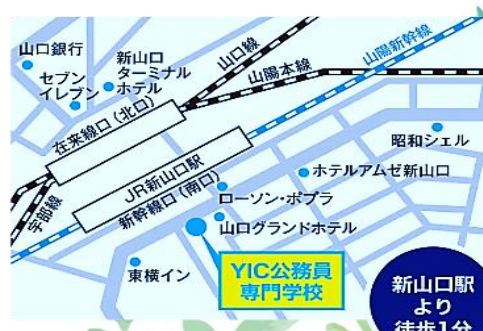 山口銀行
セブン
イレブン
新山口
ターミナル
ホテル
山口線
山陽本線
山陽新幹線
在来線口(北口)
JR新山口駅
新幹線口(南口)
宇部線
昭和シェル
ホテルアムゼ新山口
ローソン・ポプラ
山口グランドホテル
東横イン
YIC公務員
専門学校
新山口駅
より
徒歩1分